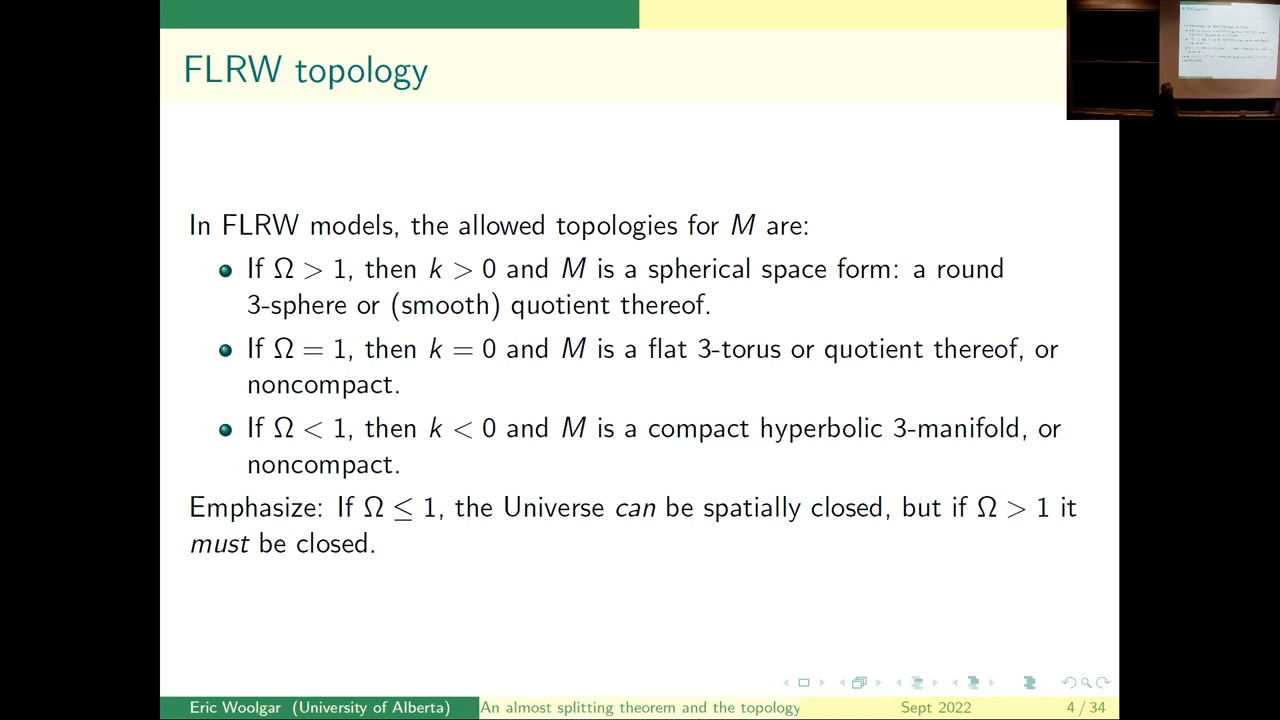 FLRW topology
In FLRW models, the allowed topologies for M are:
If Ω > 1, then k > 0 and M is a spherical space form: a round
3-sphere or (smooth) quotient thereof.
If Ω = 1, then k = 0 and M is a flat 3-torus or quotient thereof, or
noncompact.
If Ω < 1, then k < 0 and M is a compact hyperbolic 3-manifold, or
noncompact.
Emphasize: If Ω ≤ 1, the Universe can be spatially closed, but if Ω > 1 it
must be closed.
Eric Woolgar (University of Alberta) An almost splitting theorem and the topology Sept 2022 4 / 34